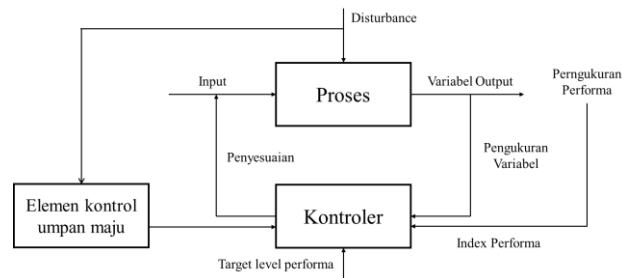 Disturbance
Input
Proses
Variabel Output
Perngukuran
Performa
Penyesuaian
Pengukuran
Variabel
Elemen kontrol
umpan maju
Kontroler
Index Performa
Target level performa